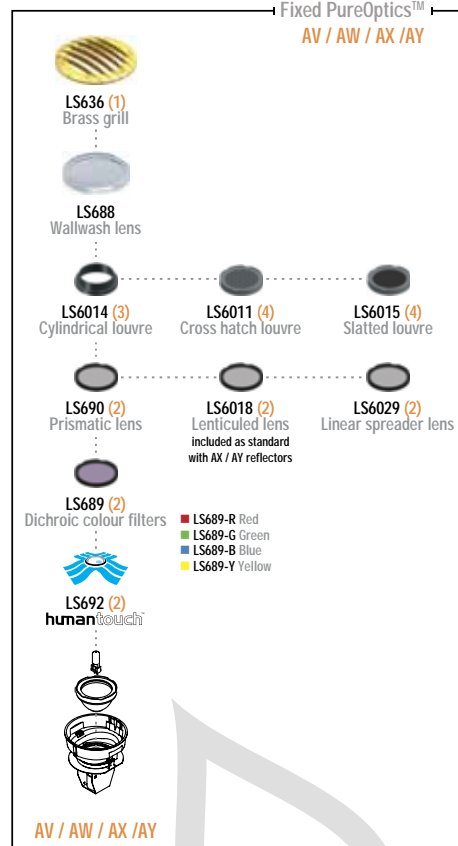 Fixed PureOptics™
AV / AW / AX /AY
LS636 (1)
Brass grill
LS688
Wallwash lens
LS6014 (3)
Cylindrical louvre
LS6011 (4)
Cross hatch louvre
LS6015 (4)
Slatted louvre
LS690 (2)
Prismatic lens
LS6018 (2)
Lenticuled lens
included as standard
with AX / AY reflectors
LS6029 (2)
Linear spreader lens
LS689 (2)
Dichroic colour filters
LS689-R Red
LS689-G Green
LS689-B Blue
LS689-Y Yellow
LS692 (2)
humantouch™
AV / AW / AX /AY